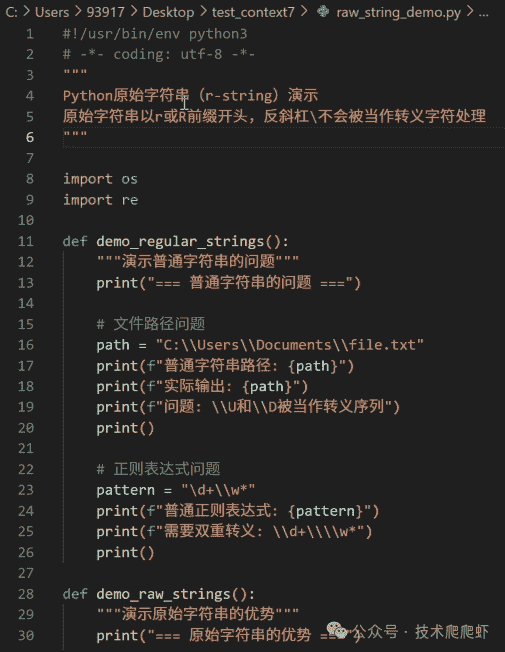 C: > Users > 93917 > Desktop > test_context7 > raw_string_demo.py > ...
1 #!/usr/bin/env python3
2 # -*- coding: utf-8 -*-
3 """
4 Python原始字符串（r-string）演示
5 原始字符串以r或R前缀开头，反斜杠\不会被当作转义字符处理
6 """
7
8 import os
9 import re
10
11 def demo_regular_strings():
12 """演示普通字符串的问题"""
13 print("=== 普通字符串的问题 ===")
14
15 # 文件路径问题
16 path = "C:\\Users\\Documents\\file.txt"
17 print(f"普通字符串路径: {path}")
18 print(f"实际输出: {path}")
19 print(f"问题: \\U和\\D被当作转义序列")
20 print()
21
22 # 正则表达式问题
23 pattern = "\d+\\w*"
24 print(f"普通正则表达式: {pattern}")
25 print(f"需要双重转义: \\d+\\\\w*")
26 print()
27
28 def demo_raw_strings():
29 """演示原始字符串的优势"""
30 print("=== 原始字符串的优势 ===")
公众号 · 技术爬爬虾